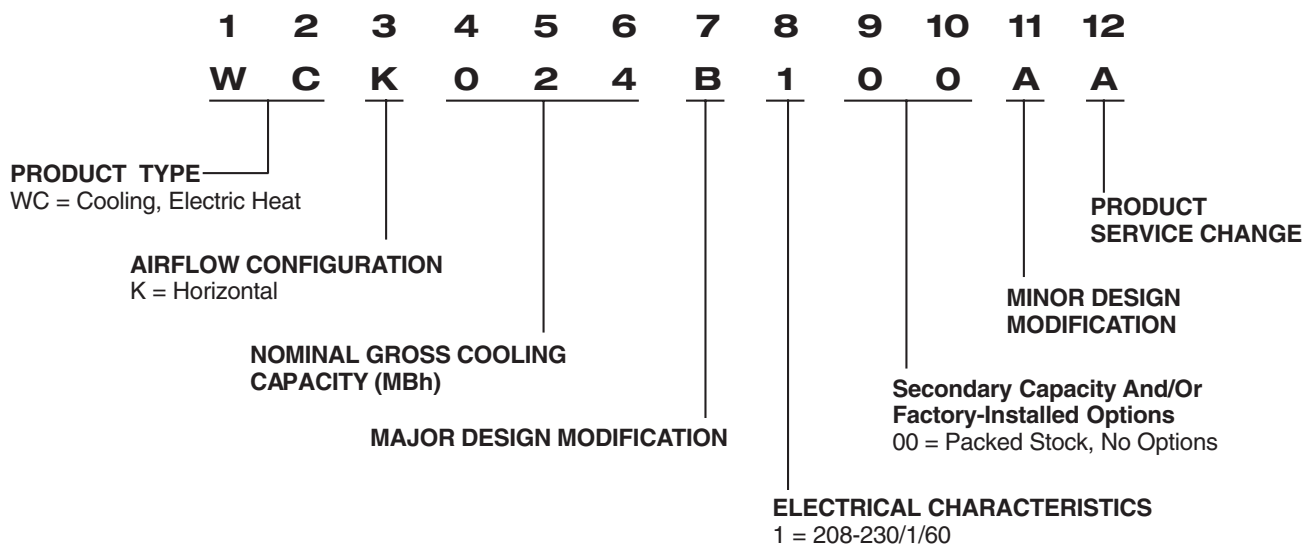 1 2 3 4 5 6 7 8 9 10 11 12
W C K 0 2 4 B 1 0 0 A A
PRODUCT TYPE
WC = Cooling, Electric Heat
AIRFLOW CONFIGURATION
K = Horizontal
NOMINAL GROSS COOLING
CAPACITY (MBh)
MAJOR DESIGN MODIFICATION
ELECTRICAL CHARACTERISTICS
1 = 208-230/1/60
Secondary Capacity And/Or
Factory-Installed Options
00 = Packed Stock, No Options
MINOR DESIGN
MODIFICATION
PRODUCT
SERVICE CHANGE